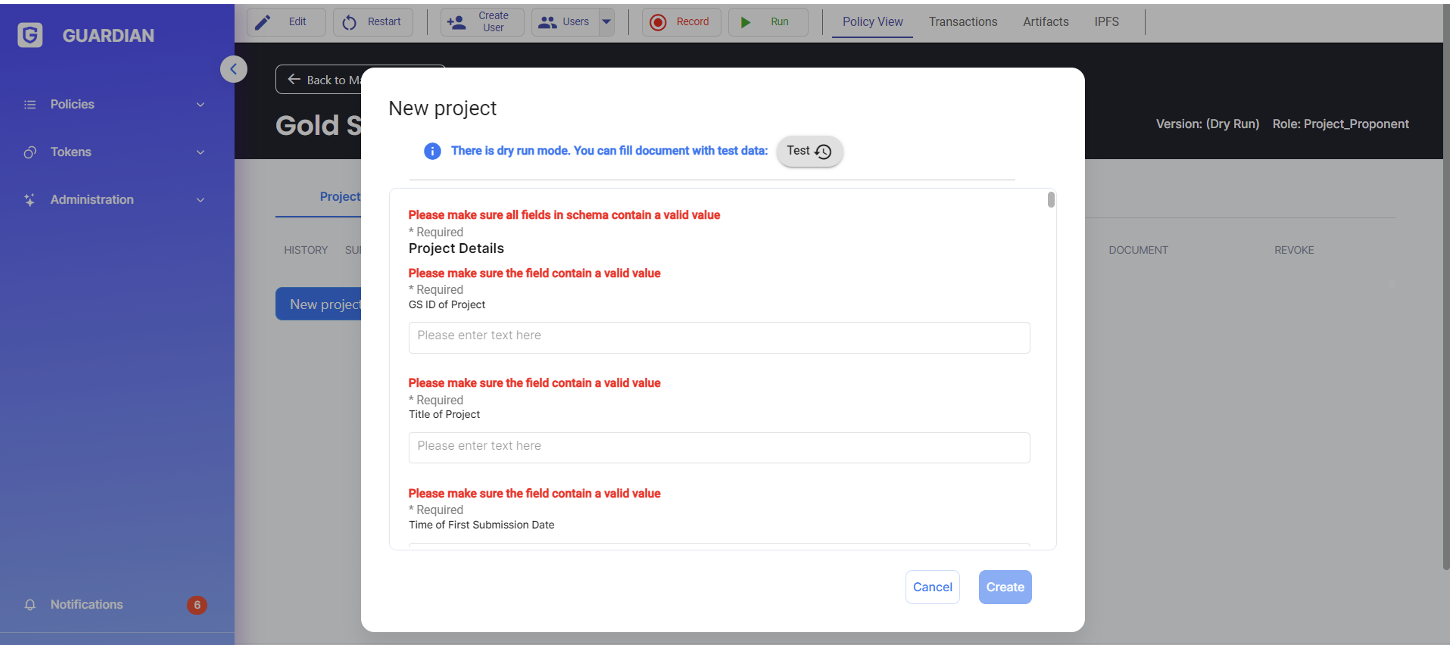 GUARDIAN
Edit
Restart
Create
User
Users
Record
Run
Policy View
Transactions
Artifacts
IPFS
Policies
Tokens
Administration
Notifications
6
Back to
Gold S
Version: (Dry Run) Role: Project_Proponent
Project
HISTORY
DOCUMENT
REVOKE
New project
New project
There is dry run mode. You can fill document with test data:
Test
Please make sure all fields in schema contain a valid value
* Required
Project Details
Please make sure the field contain a valid value
* Required
GS ID of Project
Please enter text here
Please make sure the field contain a valid value
* Required
Title of Project
Please enter text here
Please make sure the field contain a valid value
* Required
Time of First Submission Date
Cancel
Create